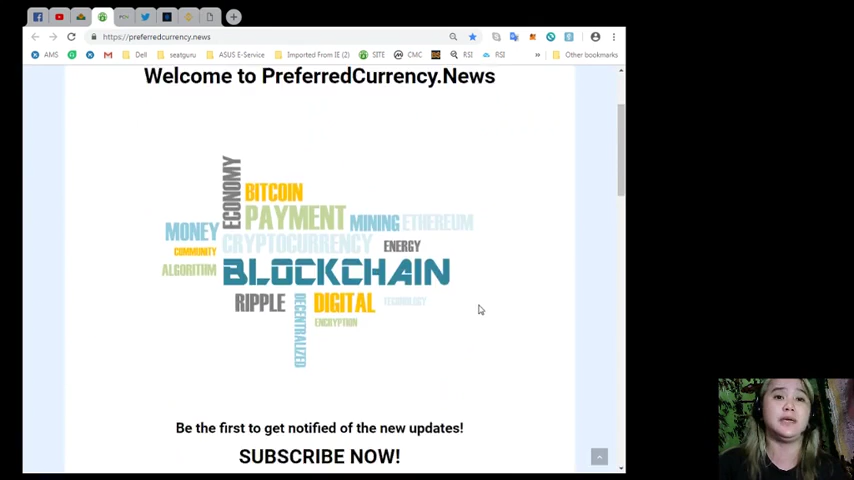 https://preferredcurrency.news
AMS
Dell
seatguru
ASUS E-Service
Imported From IE (2)
SITE
CMC
RSI
RSI
»
Other bookmarks
Welcome to PreferredCurrency.News
ECONOMY
BITCOIN
PAYMENT
MONEY
MINING
ETHEREUM
CRYPTOCURRENCY
ENERGY
COMMUNITY
ALGORITHM
BLOCKCHAIN
RIPPLE
DECENTRALIZED
DIGITAL
TECHNOLOGY
ENCRYPTION
Be the first to get notified of the new updates!
SUBSCRIBE NOW!